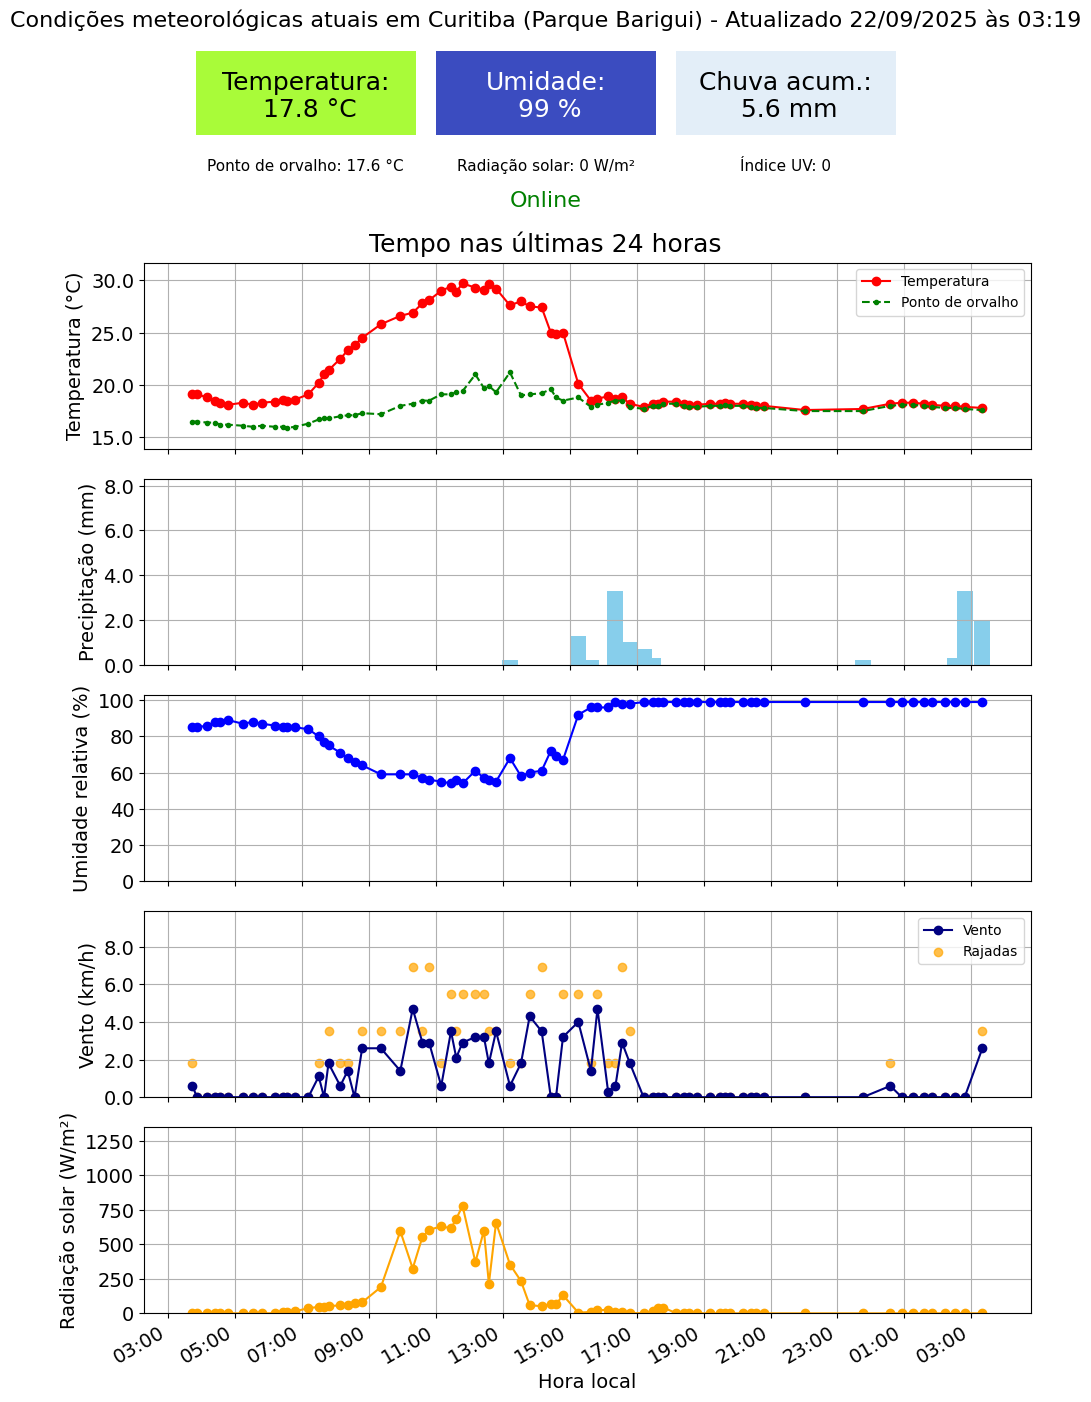 Condições meteorológicas atuais em Curitiba (Parque Barigui) - Atualizado 22/09/2025 às 03:19
Temperatura:
17.8 °C
Umidade:
99 %
Chuva acum.:
5.6 mm
Ponto de orvalho: 17.6 °C
Radiação solar: 0 W/m²
Índice UV: 0
Online
Tempo nas últimas 24 horas
Temperatura (°C)
30.0
25.0
20.0
15.0
Temperatura
Ponto de orvalho
Precipitação (mm)
8.0
6.0
4.0
2.0
0.0
Umidade relativa (%)
100
80
60
40
20
0
Vento (km/h)
8.0
6.0
4.0
2.0
0.0
Vento
Rajadas
Radiação solar (W/m²)
1250
1000
750
500
250
0
03:00
05:00
07:00
09:00
11:00
13:00
15:00
17:00
19:00
21:00
23:00
01:00
03:00
Hora local